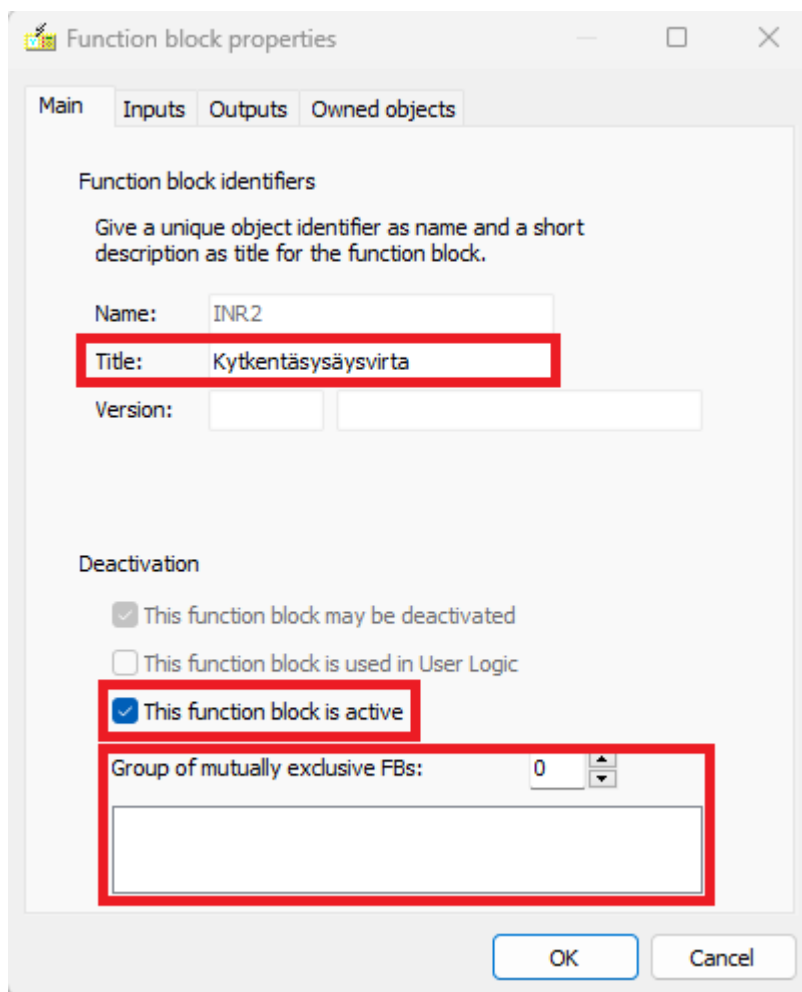 Function block properties
Main Inputs Outputs Owned objects
Function block identifiers
Give a unique object identifier as name and a short
description as title for the function block.
Name: INR2
Title: Kytkentäsysäysvirta
Version:
Deactivation
This function block may be deactivated
This function block is used in User Logic
This function block is active
Group of mutually exclusive FBs: 0
OK Cancel